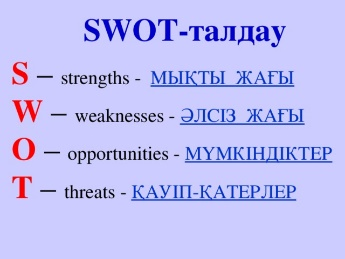 SWOT-талдау
S – strengths - МЫҚТЫ ЖАҒЫ
W – weaknesses - ӘЛСІЗ ЖАҒЫ
O – opportunities - МҮМКІНДІКТЕР
T – threats - ҚАУІП-ҚАТЕРЛЕР